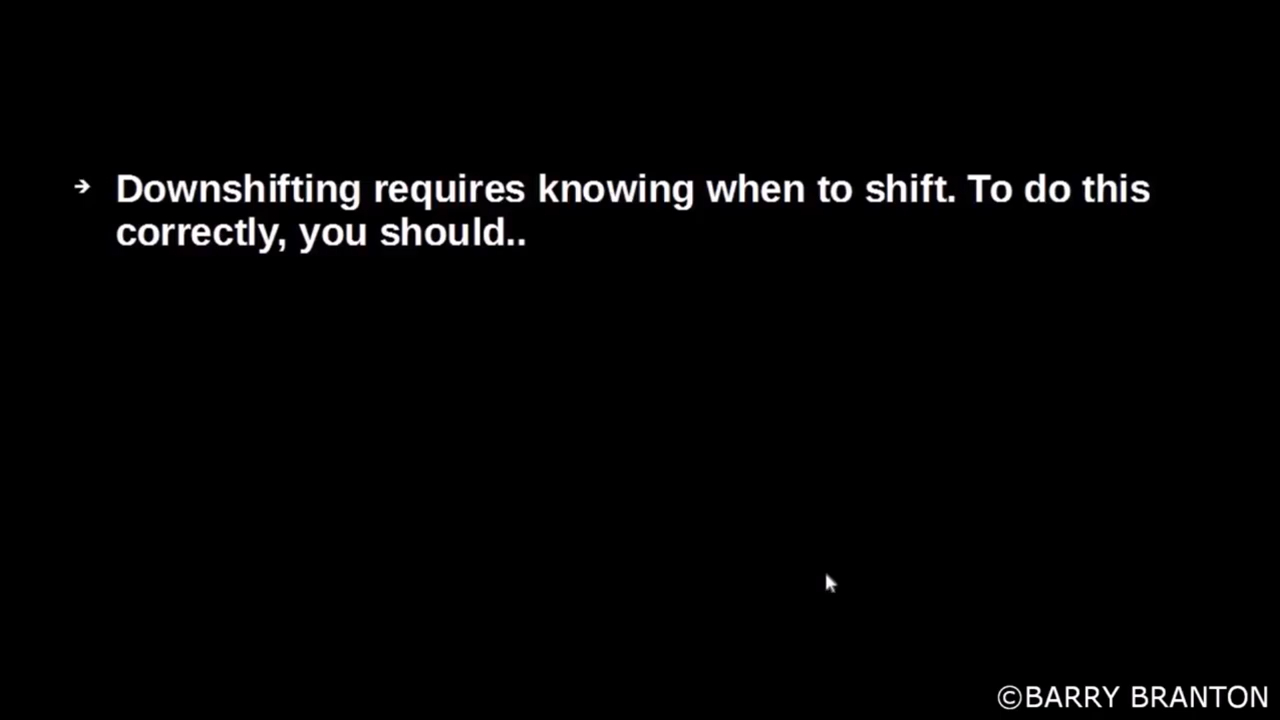 ➔ Downshifting requires knowing when to shift. To do this
correctly, you should..
©BARRY BRANTON